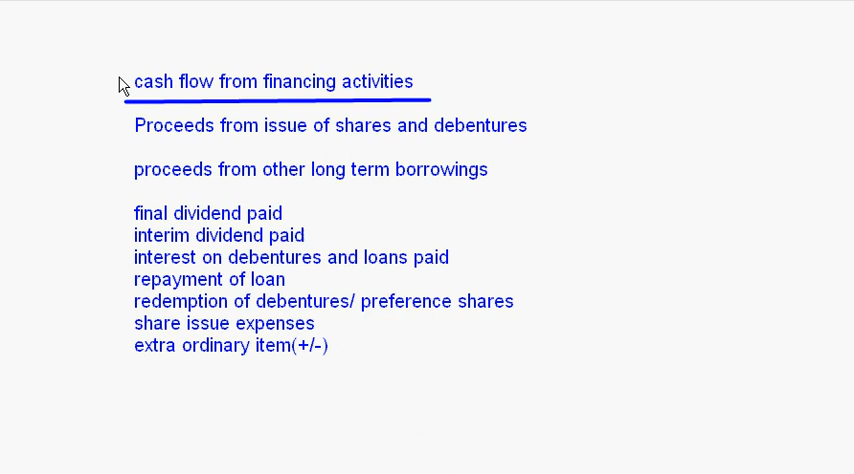 cash flow from financing activities
Proceeds from issue of shares and debentures
proceeds from other long term borrowings
final dividend paid
interim dividend paid
interest on debentures and loans paid
repayment of loan
redemption of debentures/ preference shares
share issue expenses
extra ordinary item(+/-)